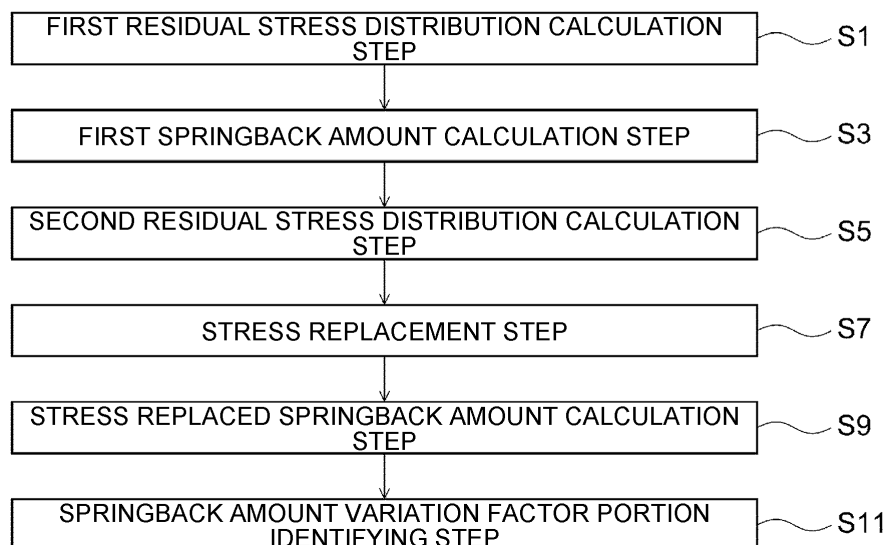 FIRST RESIDUAL STRESS DISTRIBUTION CALCULATION
STEP
S1
FIRST SPRINGBACK AMOUNT CALCULATION STEP
S3
SECOND RESIDUAL STRESS DISTRIBUTION CALCULATION
STEP
S5
STRESS REPLACEMENT STEP
S7
STRESS REPLACED SPRINGBACK AMOUNT CALCULATION
STEP
S9
SPRINGBACK AMOUNT VARIATION FACTOR PORTION
IDENTIFYING STEP
S11